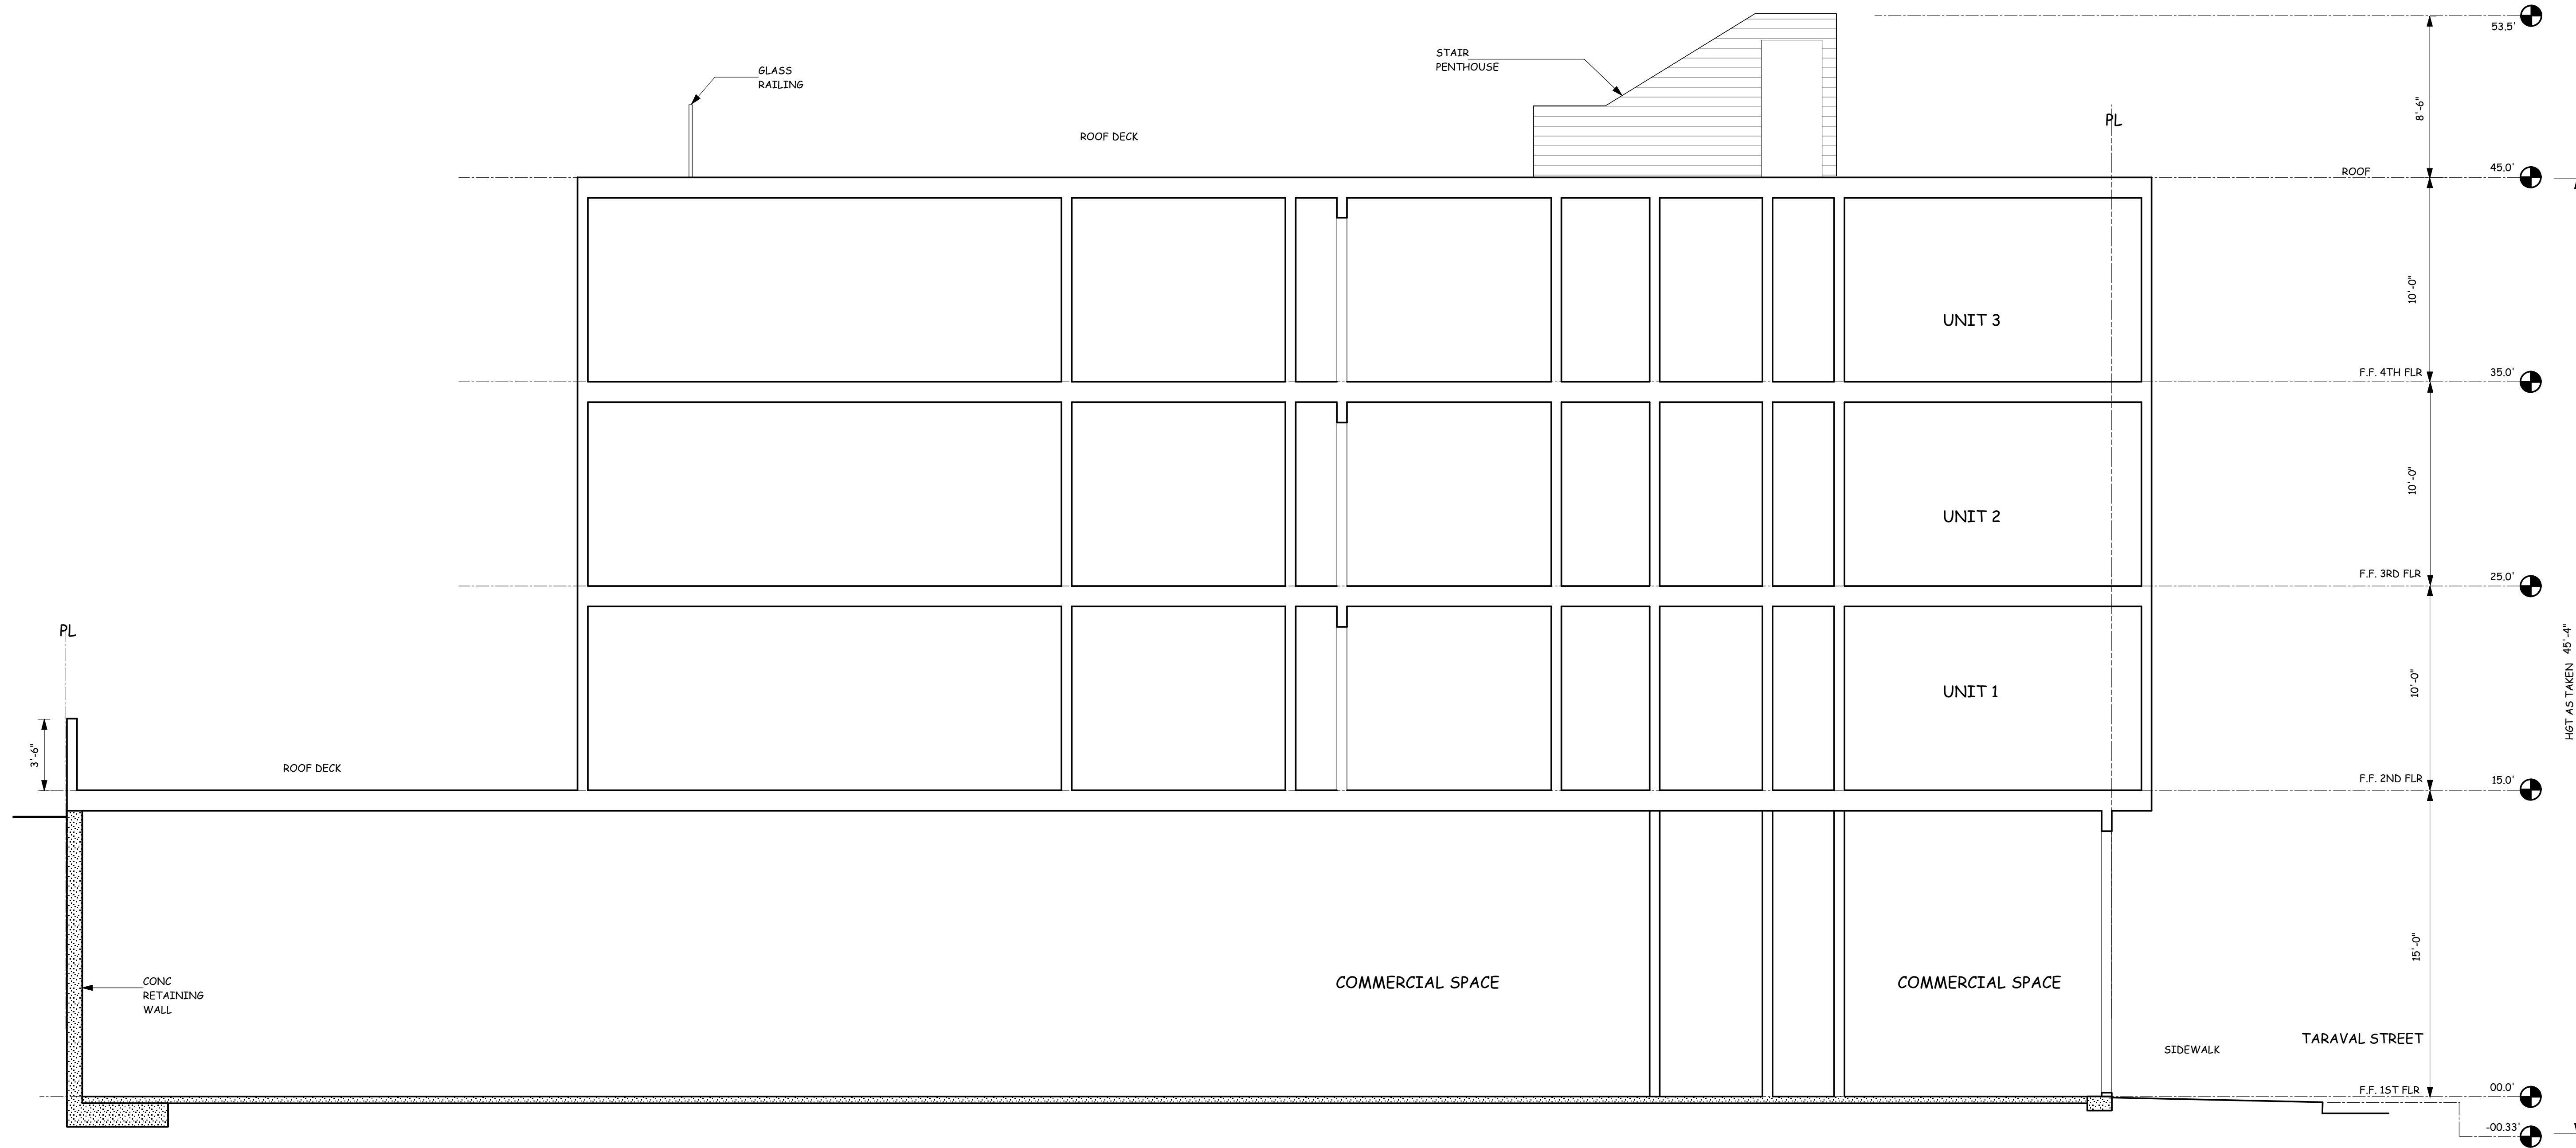 53.5'
STAIR
PENTHOUSE
GLASS
RAILING
8'-6"
PL
ROOF DECK
45.0'
ROOF
10'-0"
UNIT 3
F.F. 4TH FLR
35.0'
10'-0"
UNIT 2
F.F. 3RD FLR
25.0'
PL
10'-0"
HGT AS TAKEN 45'-4"
UNIT 1
3'-6"
ROOF DECK
F.F. 2ND FLR
15.0'
15'-0"
CONC
RETAINING
WALL
COMMERCIAL SPACE
COMMERCIAL SPACE
TARAVAL STREET
SIDEWALK
F.F. 1ST FLR
00.0'
-00.33'